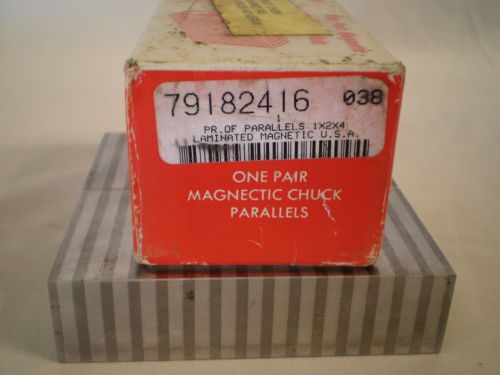 79182416 038
1
PR. OF PARALLELS 1X2X4
LAMINATED MAGNETIC U.S.A.
ONE PAIR
MAGNECTIC CHUCK
PARALLELS